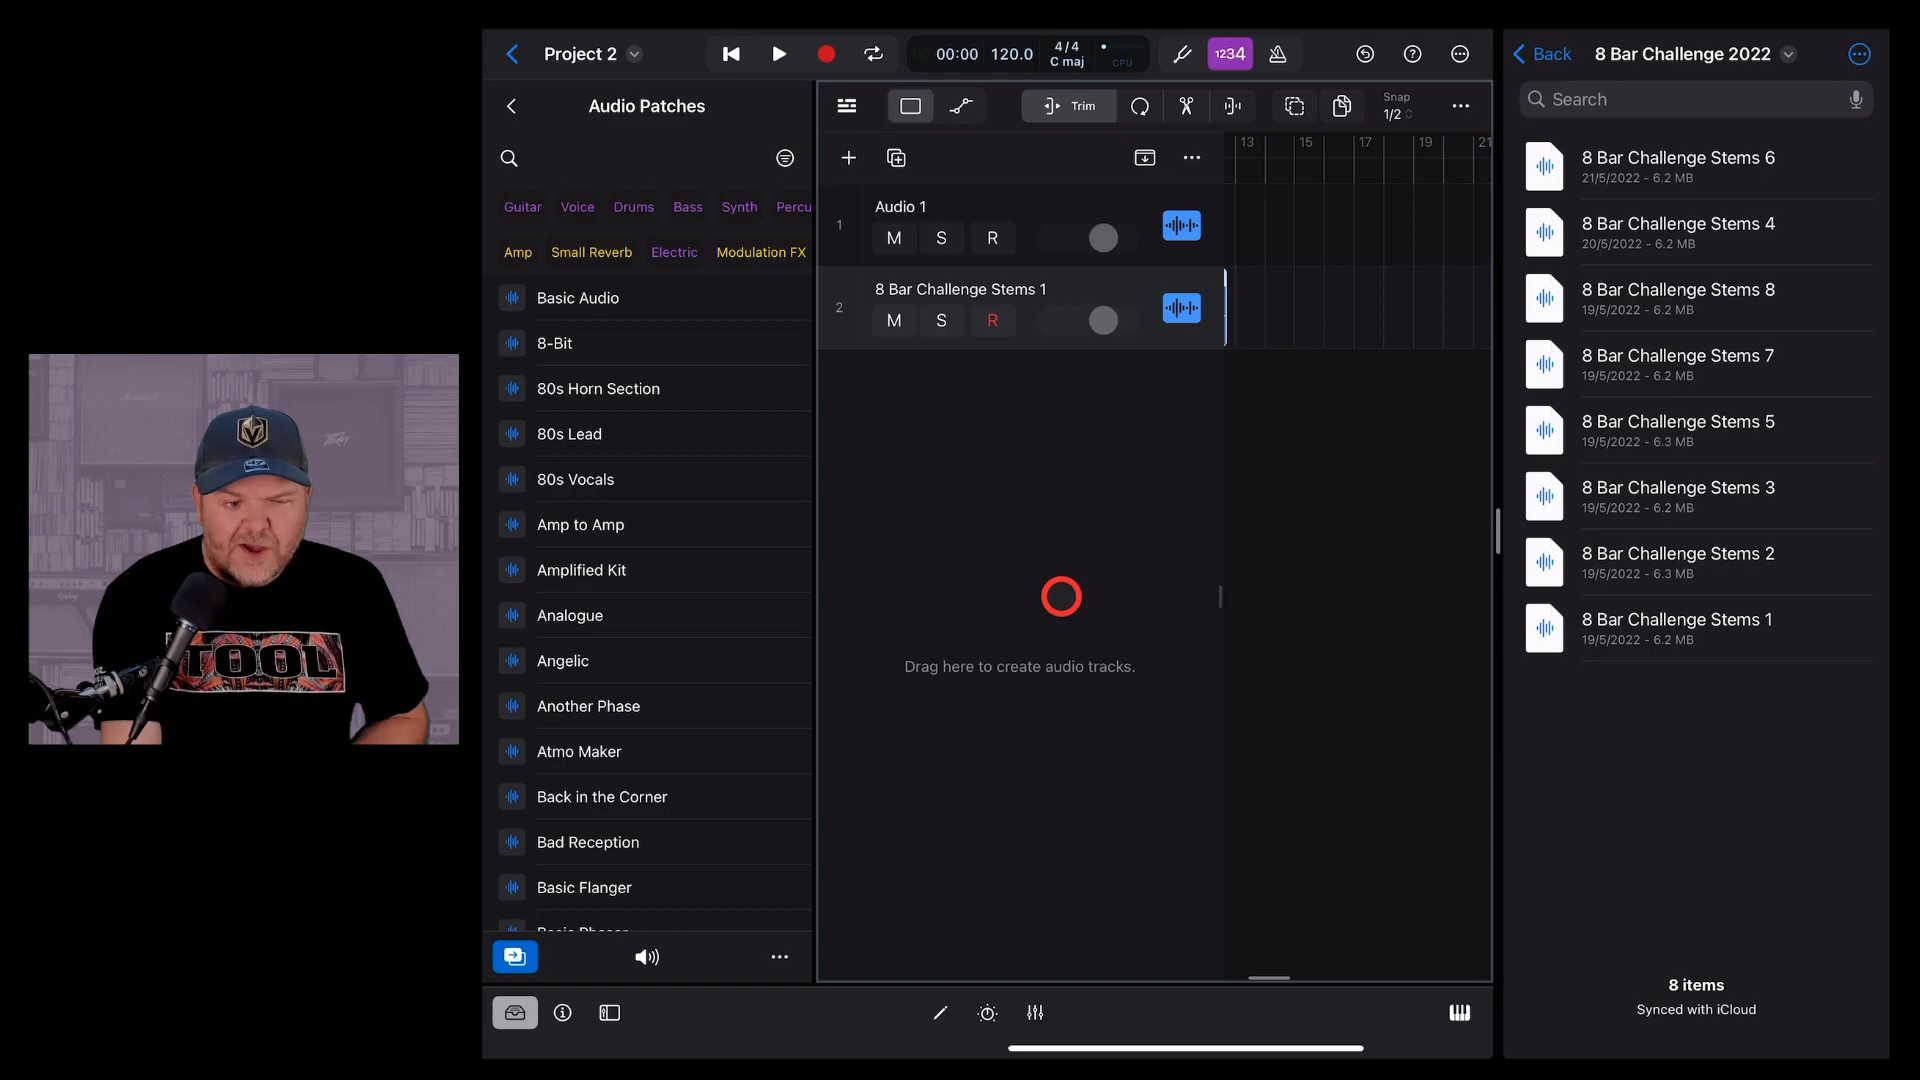 Project 2
00:00
120.0
4/4
C maj
CPU
1234
Audio Patches
Guitar
Voice
Drums
Bass
Synth
Percu
Amp
Small Reverb
Electric
Modulation FX
Basic Audio
8-Bit
80s Horn Section
80s Lead
80s Vocals
Amp to Amp
Amplified Kit
Analogue
Angelic
Another Phase
Atmo Maker
Back in the Corner
Bad Reception
Basic Flanger
Trim
Snap
1/2
13
15
17
19
21
1
Audio 1
M
S
R
2
8 Bar Challenge Stems 1
M
S
R
Drag here to create audio tracks.
Back
8 Bar Challenge 2022
Search
8 Bar Challenge Stems 6
21/5/2022 - 6.2 MB
8 Bar Challenge Stems 4
20/5/2022 - 6.2 MB
8 Bar Challenge Stems 8
19/5/2022 - 6.2 MB
8 Bar Challenge Stems 7
19/5/2022 - 6.2 MB
8 Bar Challenge Stems 5
19/5/2022 - 6.3 MB
8 Bar Challenge Stems 3
19/5/2022 - 6.2 MB
8 Bar Challenge Stems 2
19/5/2022 - 6.3 MB
8 Bar Challenge Stems 1
19/5/2022 - 6.2 MB
8 items
Synced with iCloud
TOOL